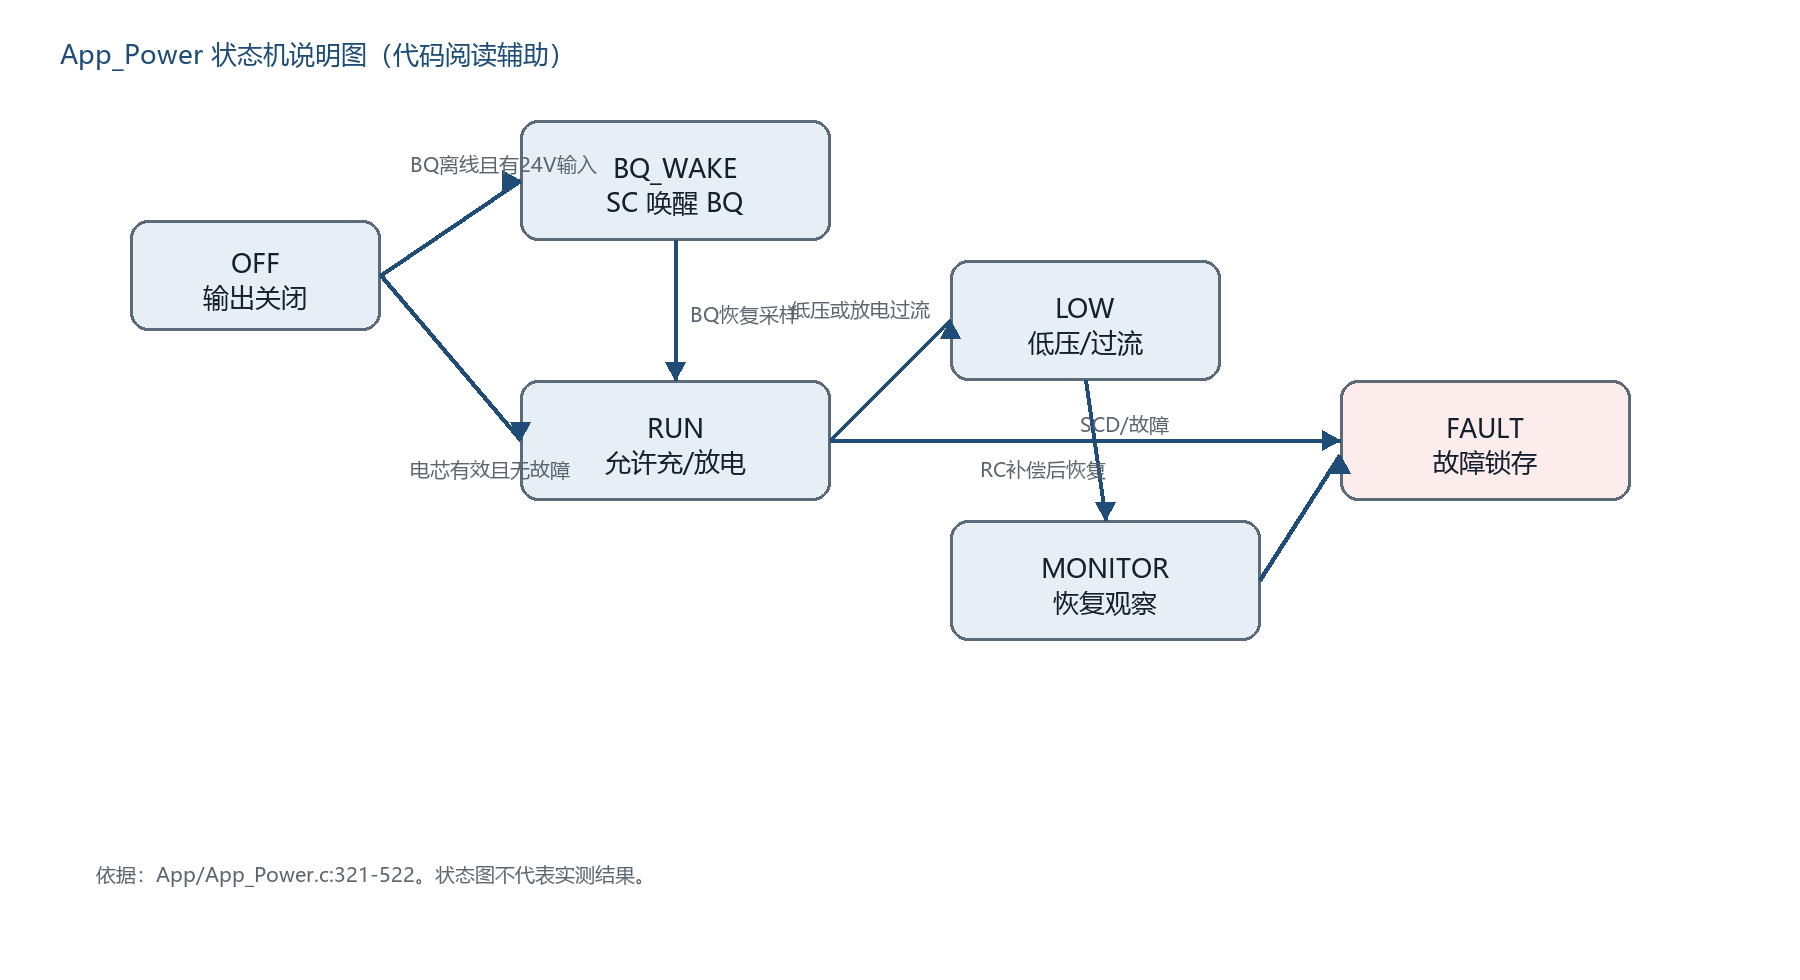 App_Power 状态机说明图（代码阅读辅助）
BQ离线且有24V输入
BQ_WAKE
SC 唤醒 BQ
OFF
输出关闭
BQ恢复采样
低压或放电过流
LOW
低压/过流
RUN
允许充/放电
电芯有效且无故障
SCD/故障
RC补偿后恢复
FAULT
故障锁存
MONITOR
恢复观察
依据：App/App_Power.c:321-522。状态图不代表实测结果。